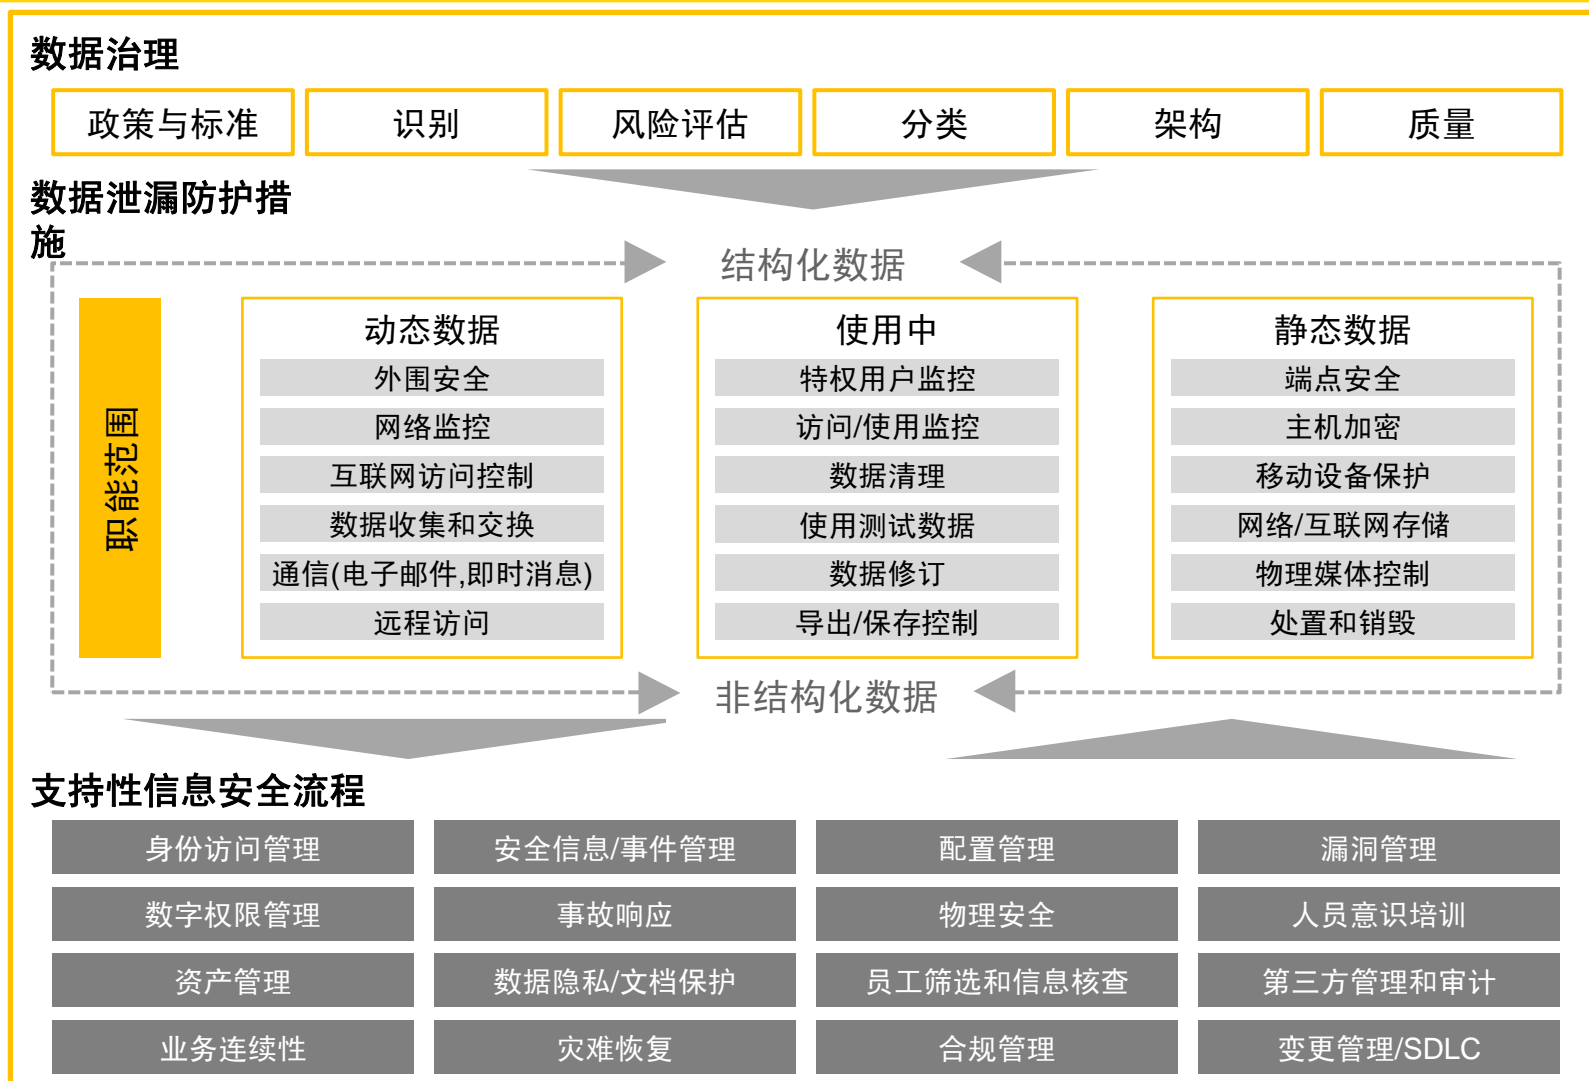 数据治理
政策与标准
识别
风险评估
分类
架构
质量
数据泄漏防护措
施
结构化数据
职能范围
动态数据
外围安全
网络监控
互联网访问控制
数据收集和交换
通信(电子邮件,即时消息)
远程访问
使用中
特权用户监控
访问/使用监控
数据清理
使用测试数据
数据修订
导出/保存控制
静态数据
端点安全
主机加密
移动设备保护
网络/互联网存储
物理媒体控制
处置和销毁
非结构化数据
支持性信息安全流程
身份访问管理
安全信息/事件管理
配置管理
漏洞管理
数字权限管理
事故响应
物理安全
人员意识培训
资产管理
数据隐私/文档保护
员工筛选和信息核查
第三方管理和审计
业务连续性
灾难恢复
合规管理
变更管理/SDLC